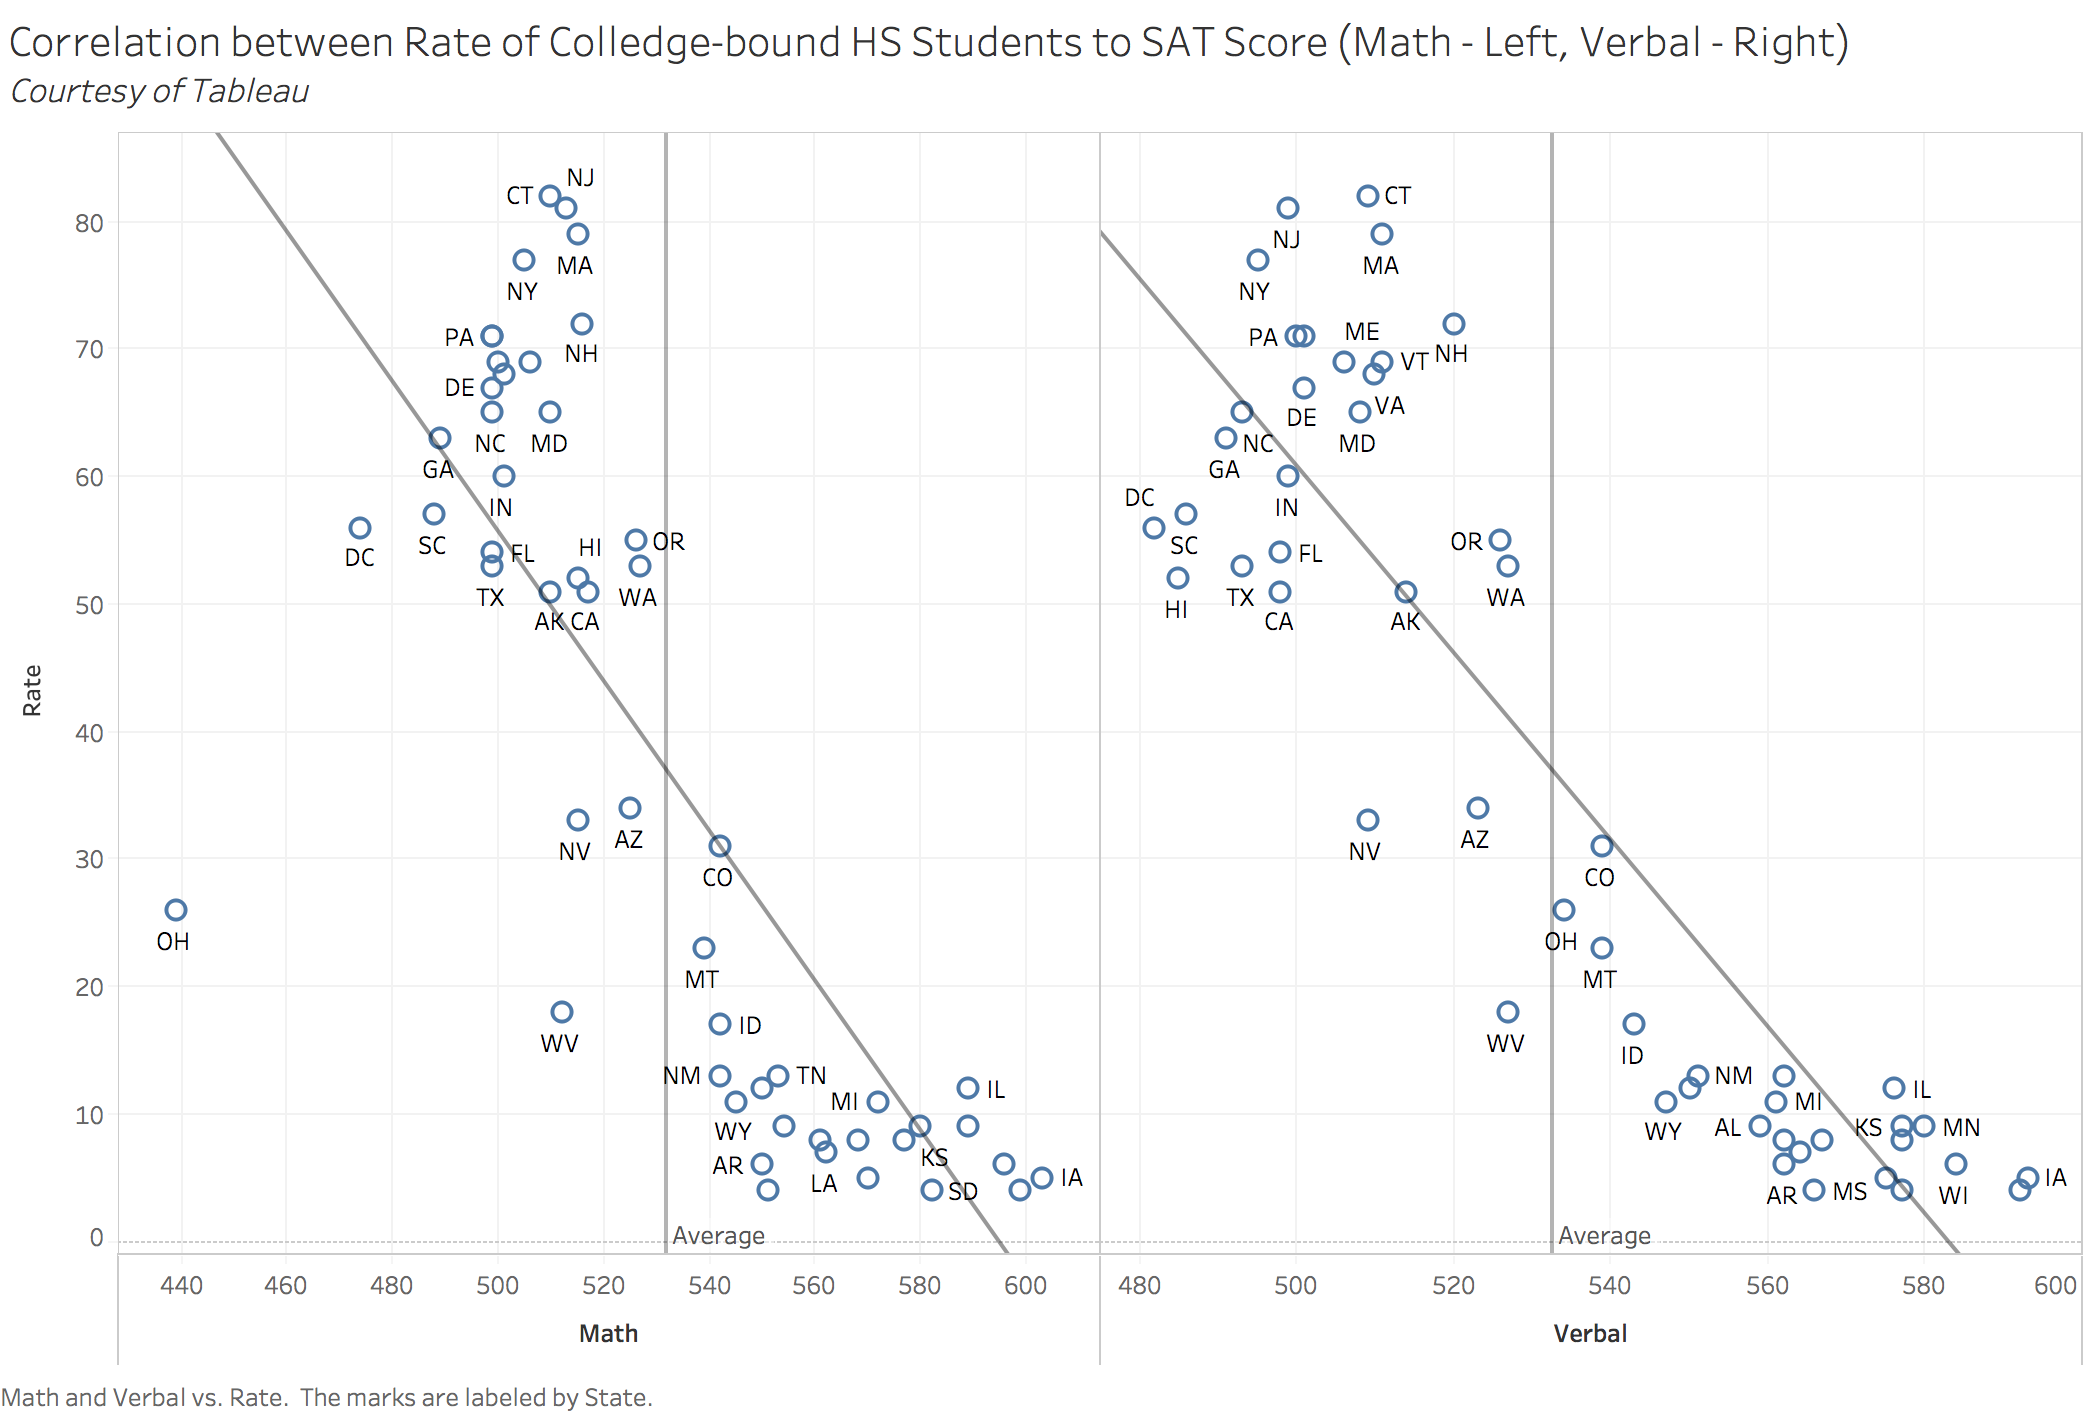 Correlation between Rate of Colledge-bound HS Students to SAT Score (Math - Left, Verbal - Right)
Courtesy of Tableau
NJ
CT
CT
80
NJ
MA
MA
NY
NY
PA
NH
PA
ME
VT
NH
70
DE
DE
VA
NC
MD
NC
MD
GA
GA
60
IN
DC
IN
DC
SC
FL
HI
OR
SC
FL
OR
TX
WA
HI
TX
WA
50
AK
CA
CA
AK
Rate
40
NV
AZ
NV
AZ
30
CO
CO
OH
OH
MT
MT
20
WV
ID
WV
ID
NM
TN
IL
NM
IL
MI
MI
10
WY
KS
WY
AL
KS
MN
AR
LA
SD
IA
AR
MS
WI
IA
0
Average
Average
440 460 480 500 520 540 560 580 600
480 500 520 540 560 580 600
Math
Verbal
Math and Verbal vs. Rate. The marks are labeled by State.